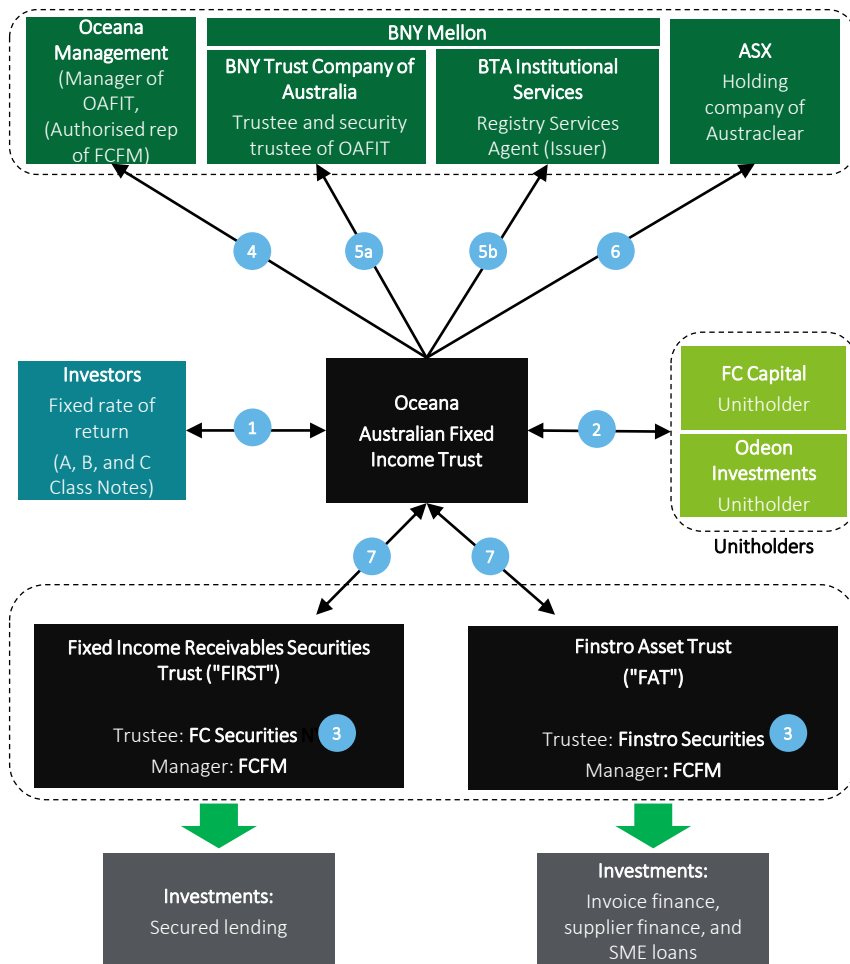 Oceana
Management
(Manager of
OAFIT,
(Authorised rep
of FCFM)
BNY Mellon
BNY Trust Company of
Australia
Trustee and security
trustee of OAFIT
BTA Institutional
Services
Registry Services
Agent (Issuer)
ASX
Holding
company of
Austraclear
4
5a
5b
6
Investors
Fixed rate of
return
(A, B, and C
Class Notes)
1
Oceana
Australian Fixed
Income Trust
2
FC Capital
Unitholder
Odeon
Investments
Unitholder
Unitholders
7
7
Fixed Income Receivables Securities
Trust ("FIRST")
Trustee: FC Securities
3
Manager: FCFM
Finstro Asset Trust
("FAT")
Trustee: Finstro Securities
3
Manager: FCFM
Investments:
Secured lending
Investments:
Invoice finance,
supplier finance, and
SME loans